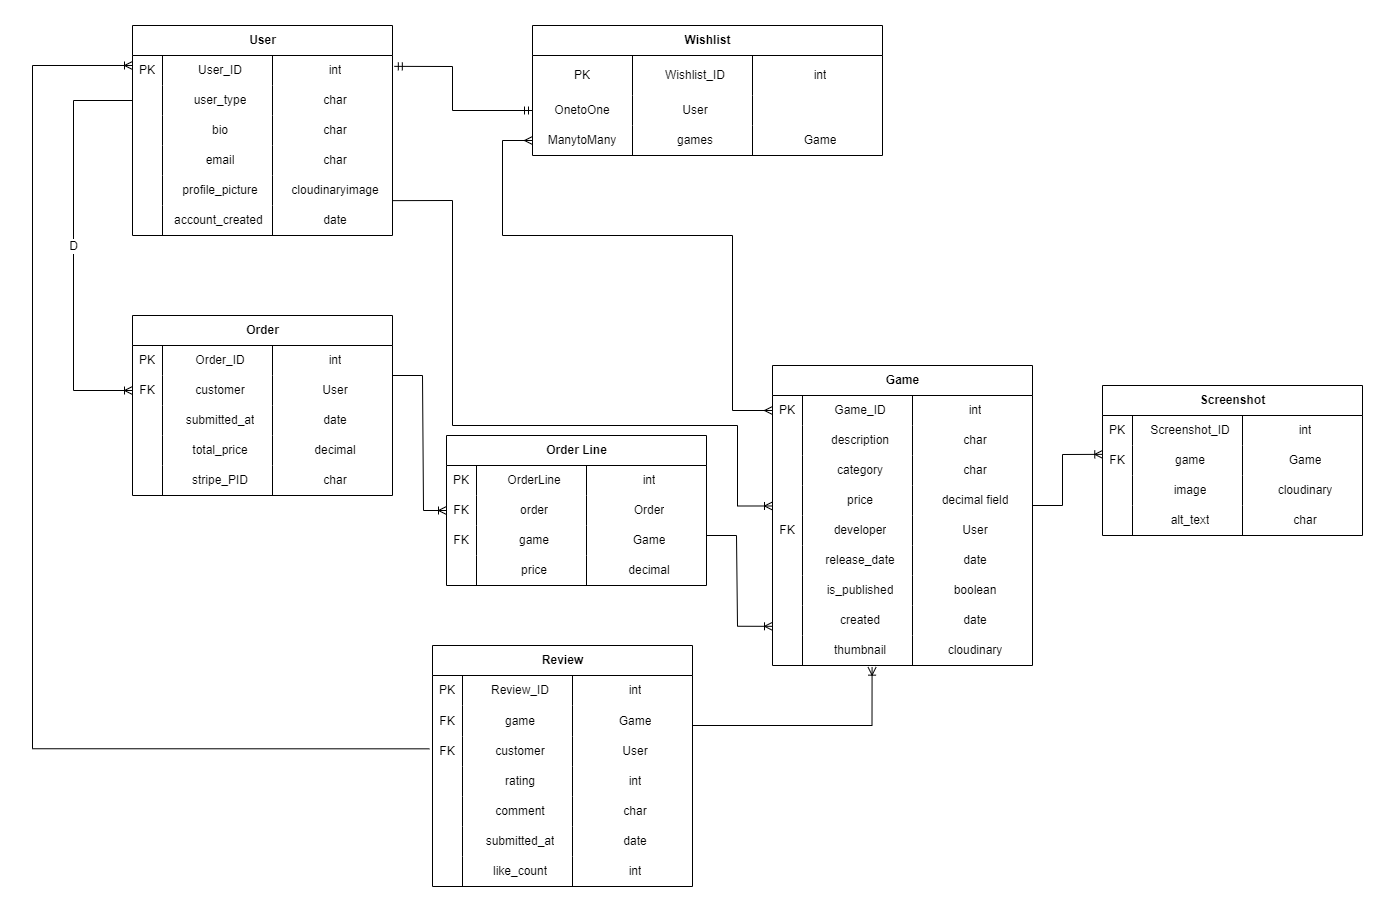 User
PK User_ID int
user_type char
bio char
email char
profile_picture cloudinaryimage
account_created date
Wishlist
PK Wishlist_ID int
OnetoOne User
ManytoMany games Game
D
Order
PK Order_ID int
FK customer User
submitted_at date
total_price decimal
stripe_PID char
Order Line
PK OrderLine int
FK order Order
FK game Game
price decimal
Game
PK Game_ID int
description char
category char
price decimal field
FK developer User
release_date date
is_published boolean
created date
thumbnail cloudinary
Screenshot
PK Screenshot_ID int
FK game Game
image cloudinary
alt_text char
Review
PK Review_ID int
FK game Game
FK customer User
rating int
comment char
submitted_at date
like_count int